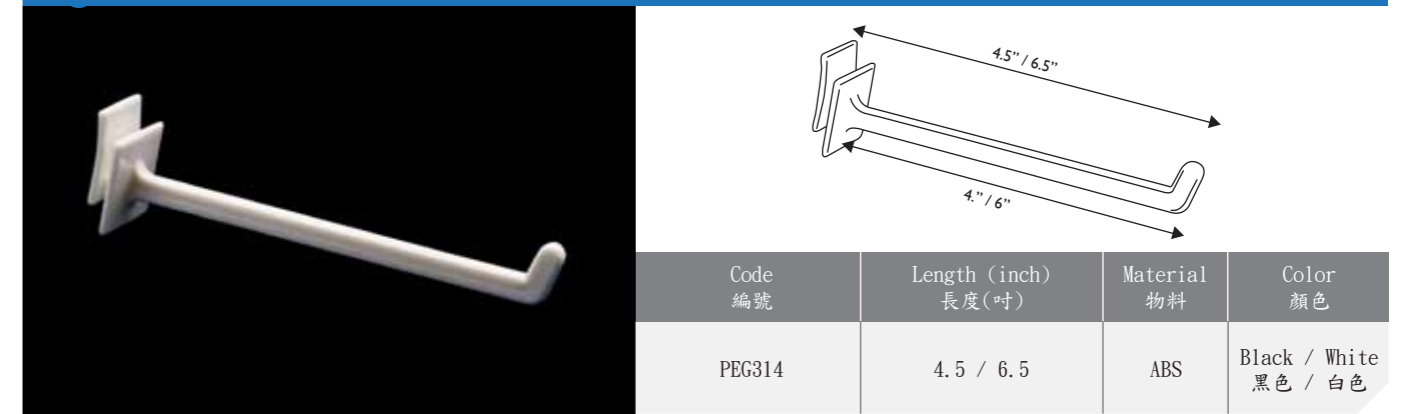 4.5” / 6.5”
4.” / 6”
Code
編號
Length (inch)
長度(吋)
Material
物料
Color
顏色
PEG314
4.5 / 6.5
ABS
Black / White
黑色 / 白色